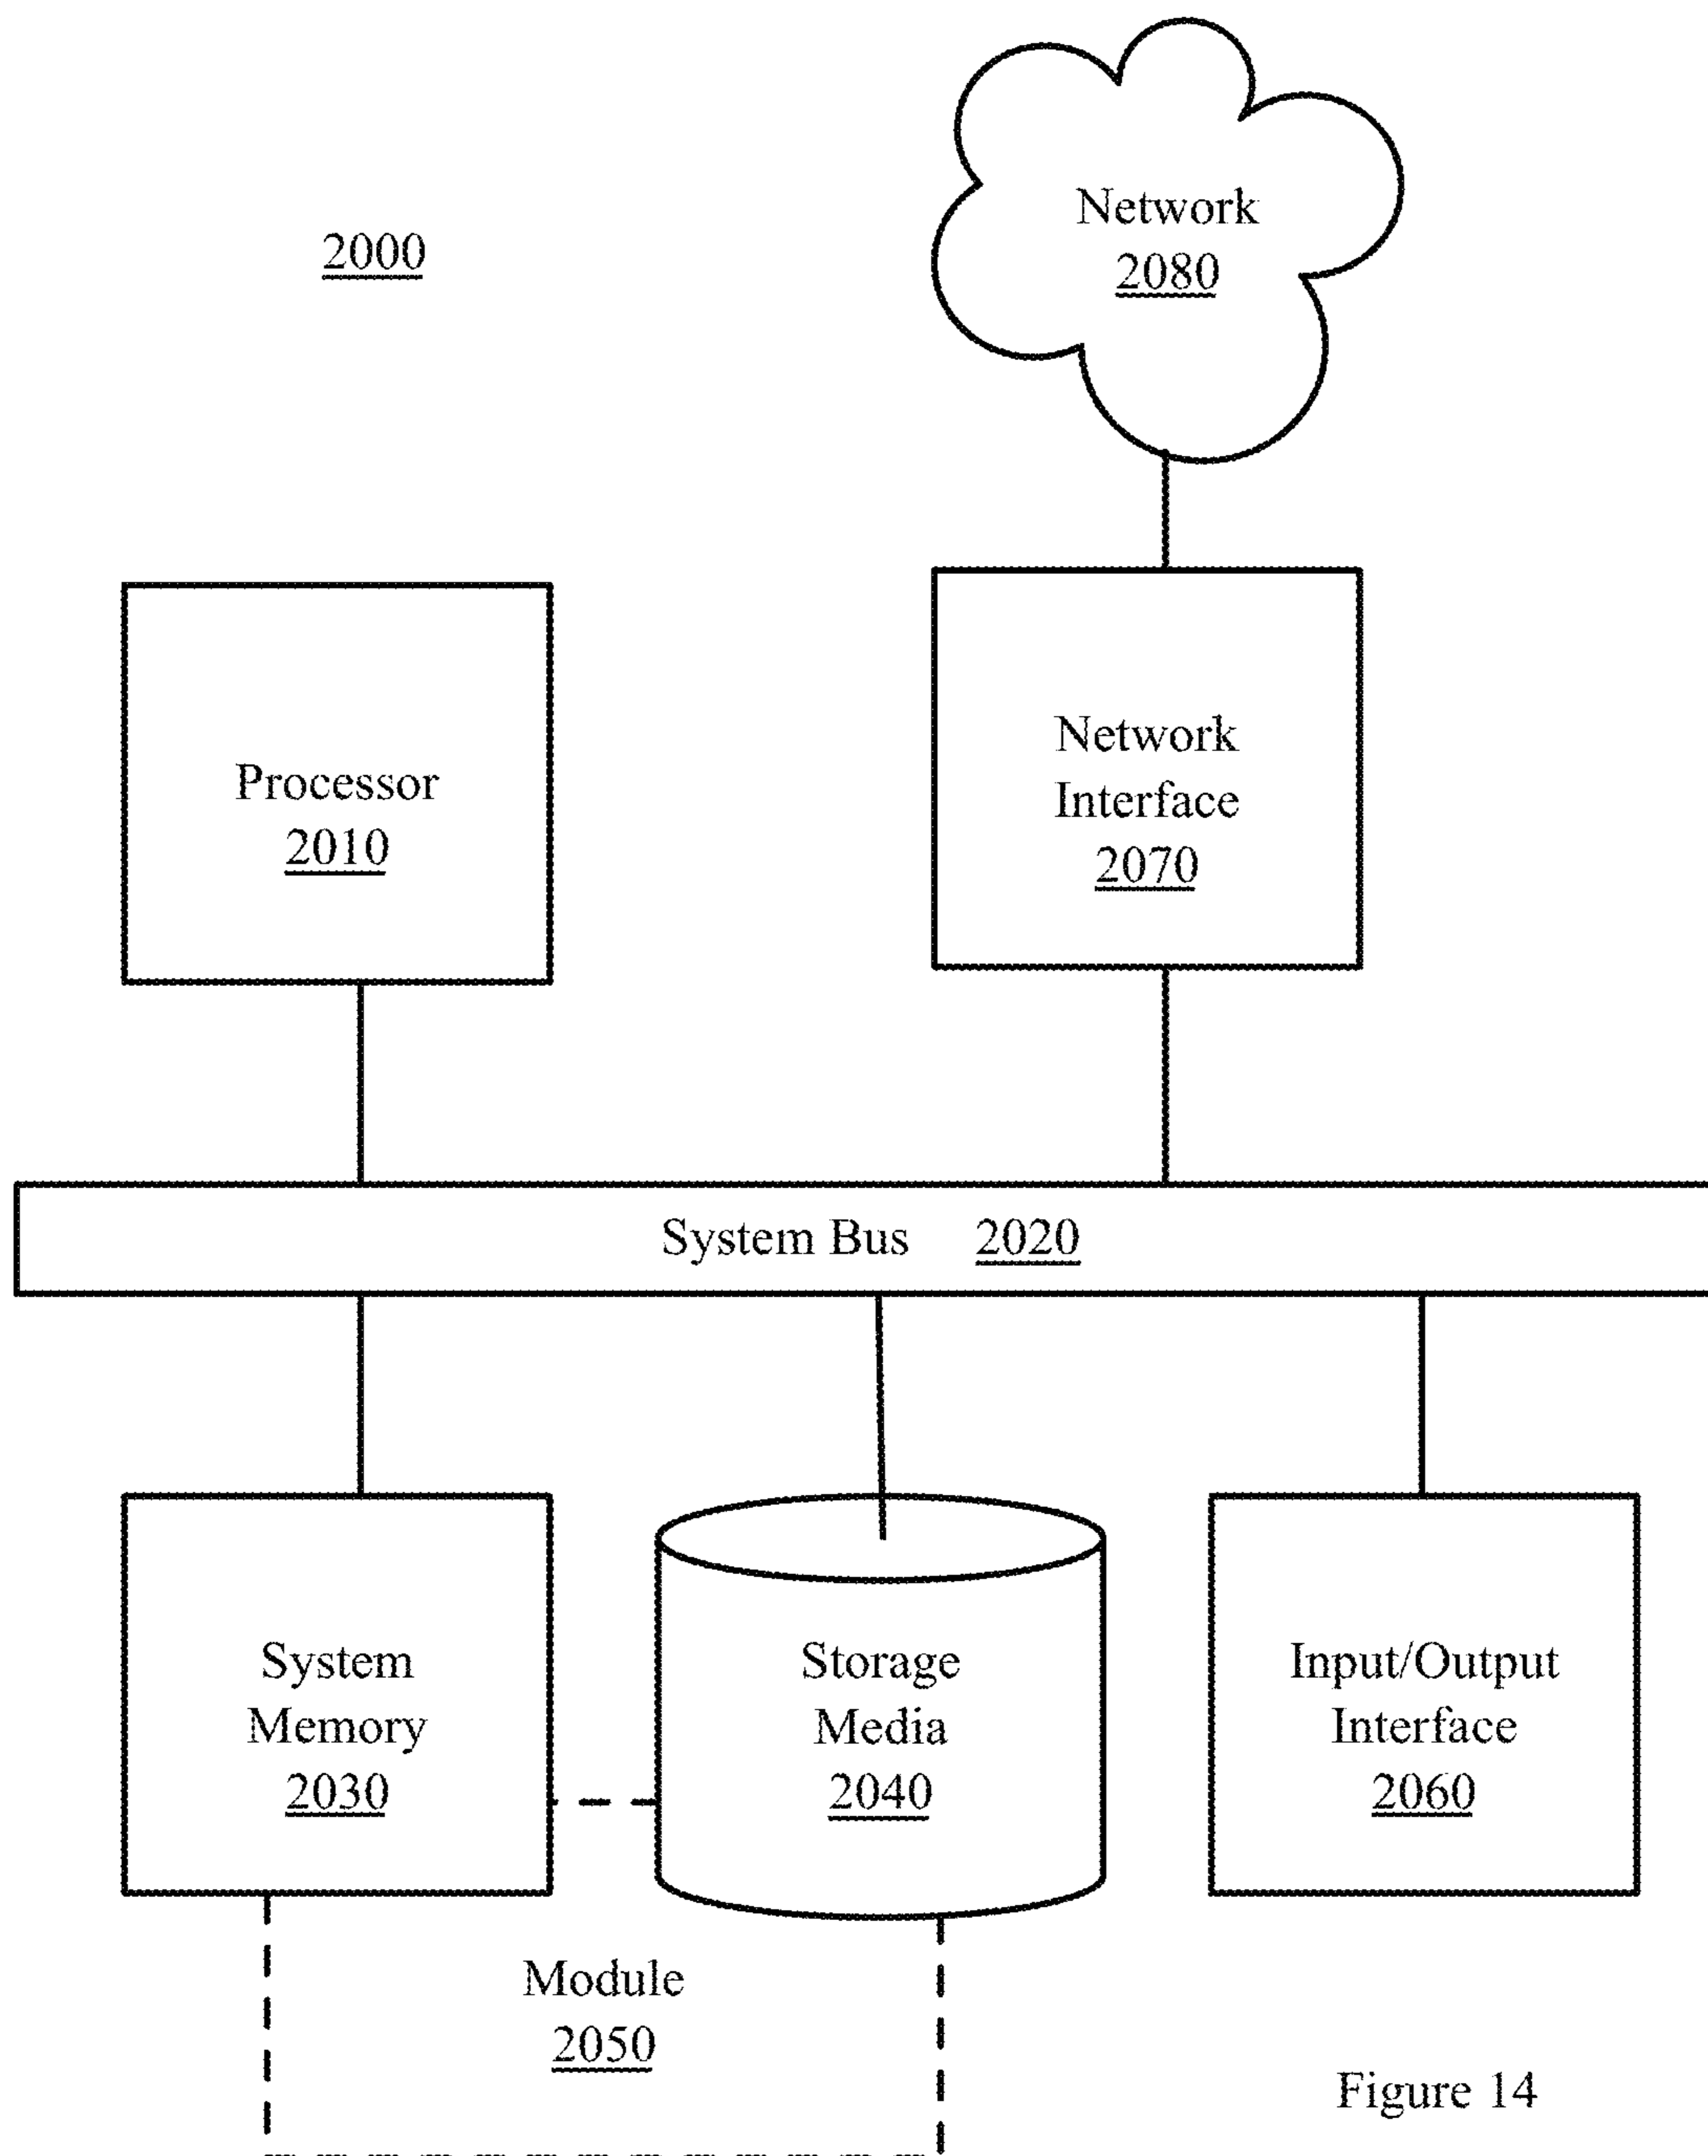 2000
Network
2080
Processor
2010
Network
Interface
2070
System Bus 2020
System
Memory
2030
Storage
Media
2040
Input/Output
Interface
2060
Module
2050
Figure 14